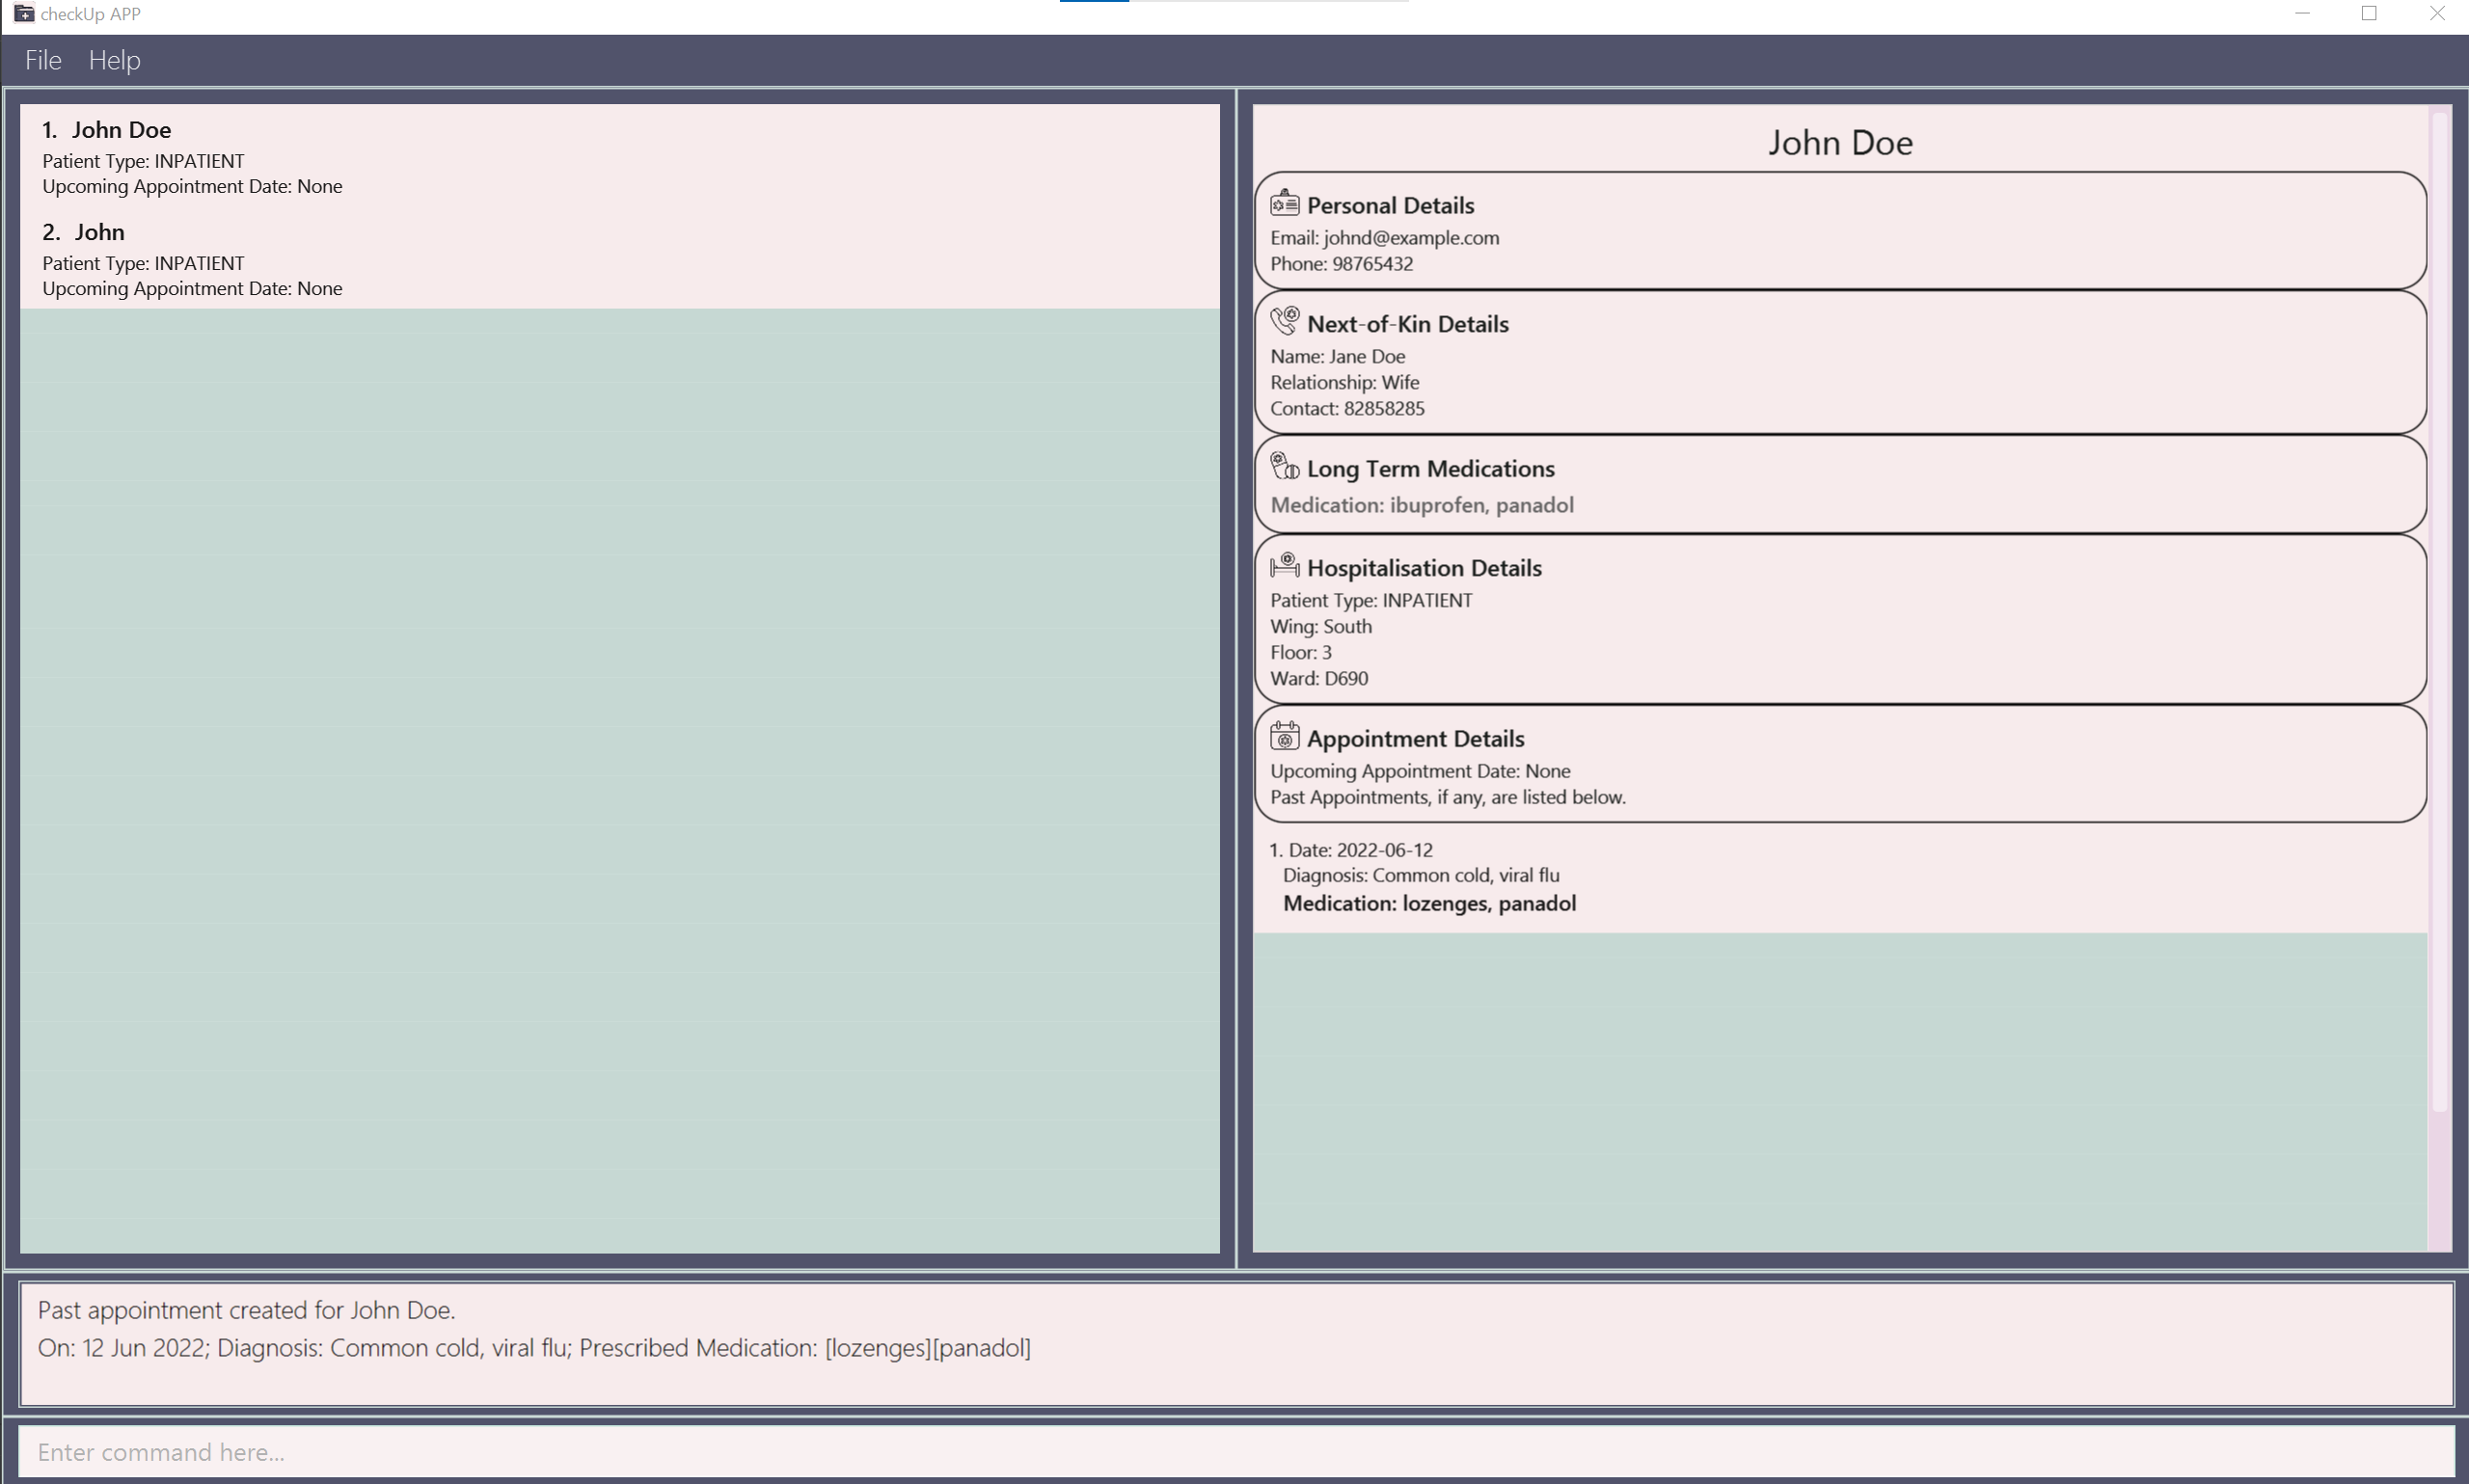 checkUp APP
File Help
1. John Doe
Patient Type: INPATIENT
Upcoming Appointment Date: None
2. John
Patient Type: INPATIENT
Upcoming Appointment Date: None
John Doe
Personal Details
Email: johnd@example.com
Phone: 98765432
Next-of-Kin Details
Name: Jane Doe
Relationship: Wife
Contact: 82858285
Long Term Medications
Medication: ibuprofen, panadol
Hospitalisation Details
Patient Type: INPATIENT
Wing: South
Floor: 3
Ward: D690
Appointment Details
Upcoming Appointment Date: None
Past Appointments, if any, are listed below.
1. Date: 2022-06-12
Diagnosis: Common cold, viral flu
Medication: lozenges, panadol
Past appointment created for John Doe.
On: 12 Jun 2022; Diagnosis: Common cold, viral flu; Prescribed Medication: [lozenges][panadol]
Enter command here...